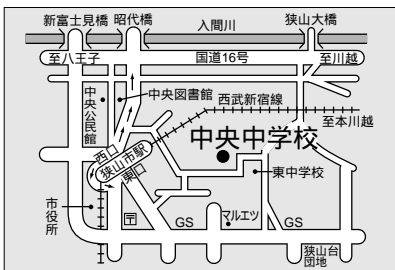 新富士見橋
昭代橋
入間川
狭山大橋
至八王子
国道16号
至川越
中央公民館
中央図書館
西武新宿線
至本川越
中央中学校
西口
狭山市駅
東口
東中学校
市役所
〒
GS
マルエツ
GS
狭山台
団地